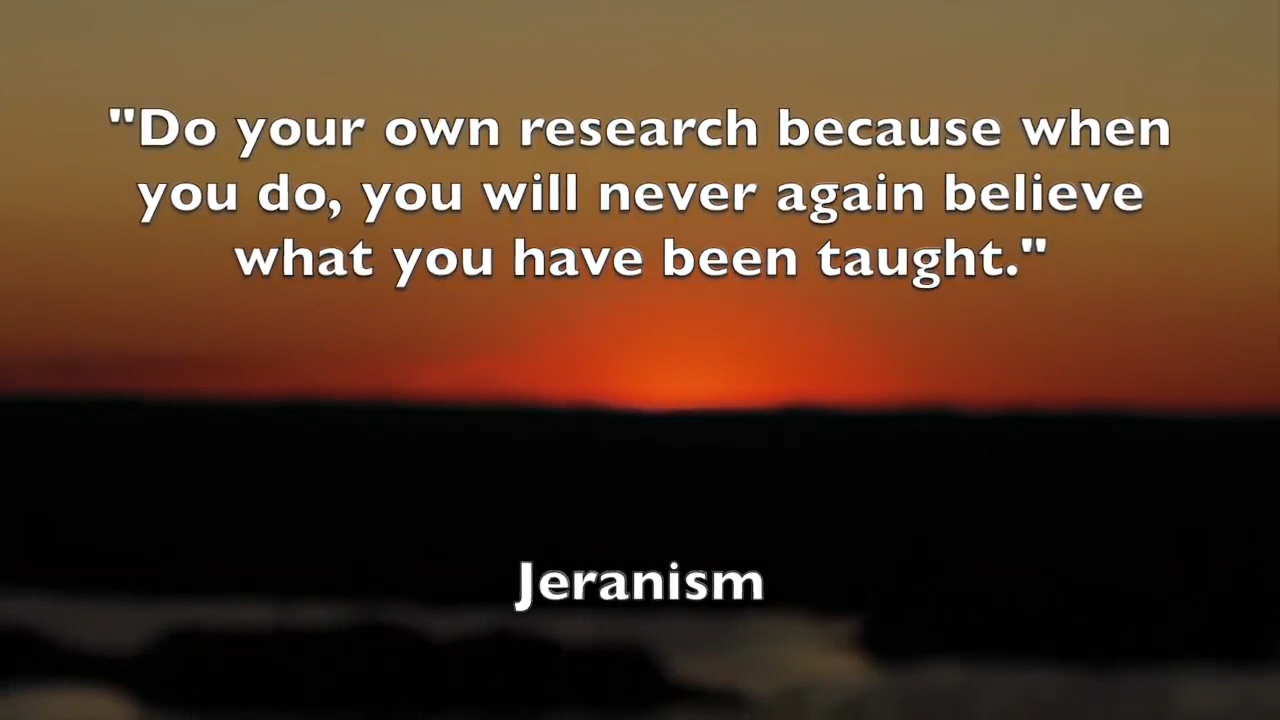 "Do your own research because when
you do, you will never again believe
what you have been taught."
Jeranism